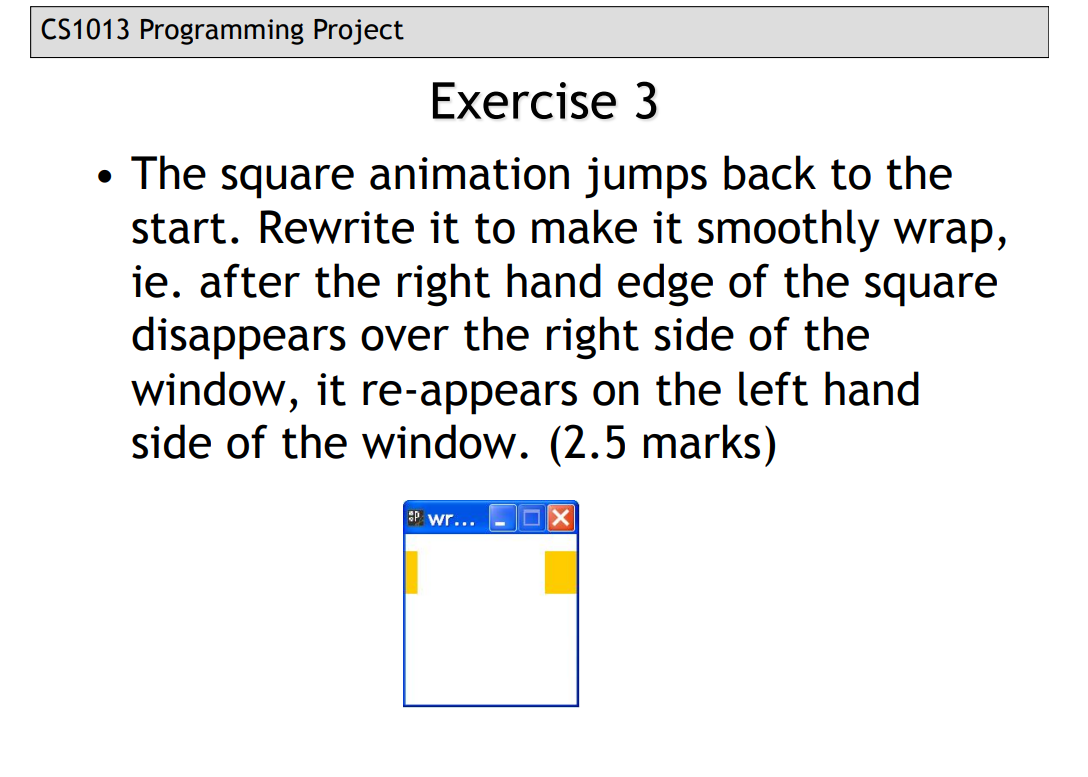 CS1013 Programming Project
Exercise 3
• The square animation jumps back to the
start. Rewrite it to make it smoothly wrap,
ie. after the right hand edge of the square
disappears over the right side of the
window, it re-appears on the left hand
side of the window. (2.5 marks)
wr...